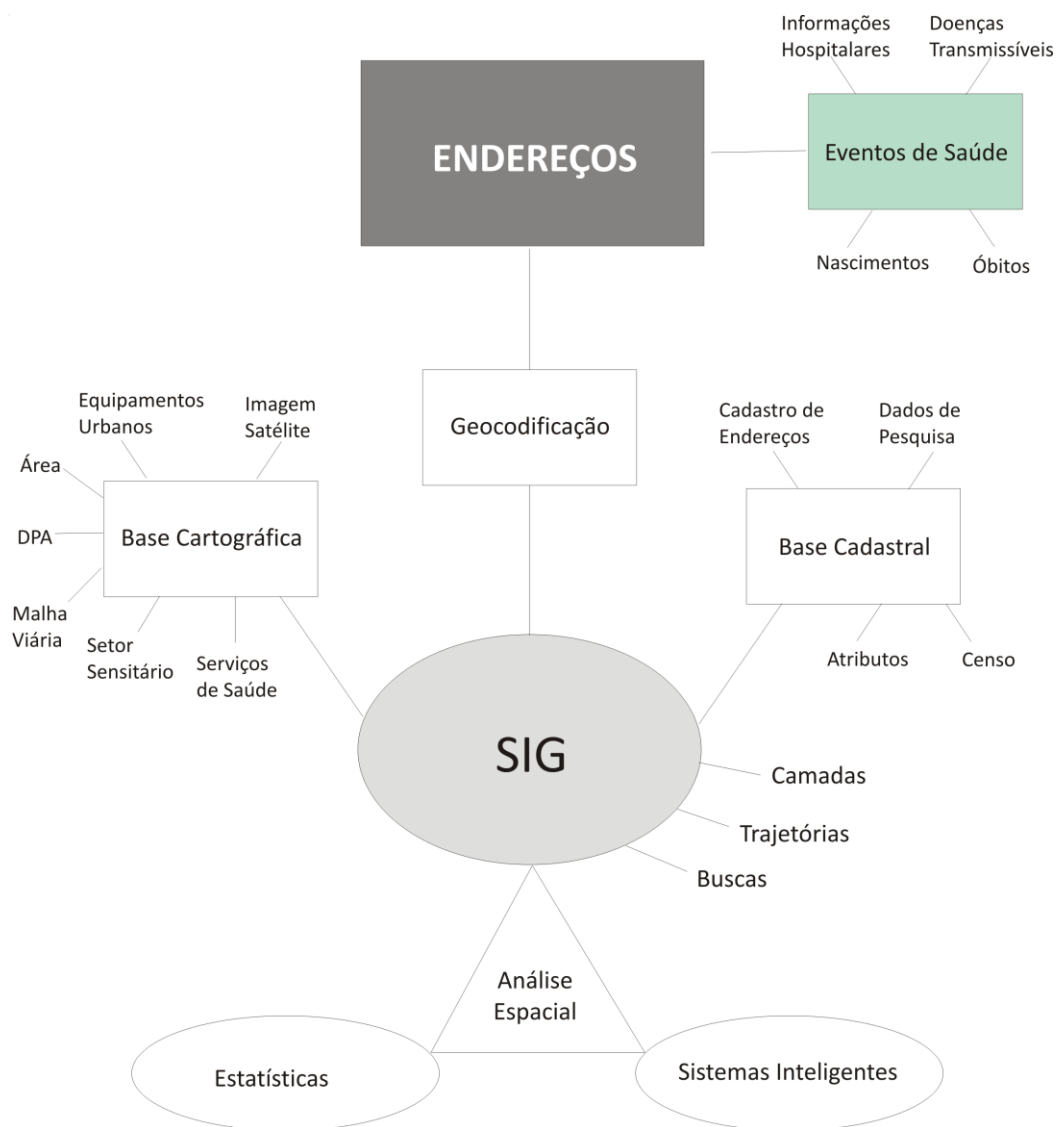 Informações
Hospitalares
Doenças
Transmissíveis
ENDEREÇOS
Eventos de Saúde
Nascimentos
Óbitos
Geocodificação
Equipamentos
Urbanos
Imagem
Satélite
Área
DPA
Malha
Viária
Base Cartográfica
Setor
Sensitário
Serviços
de Saúde
Cadastro de
Endereços
Dados de
Pesquisa
Base Cadastral
Atributos
Censo
SIG
Camadas
Trajetórias
Buscas
Análise
Espacial
Estatísticas
Sistemas Inteligentes